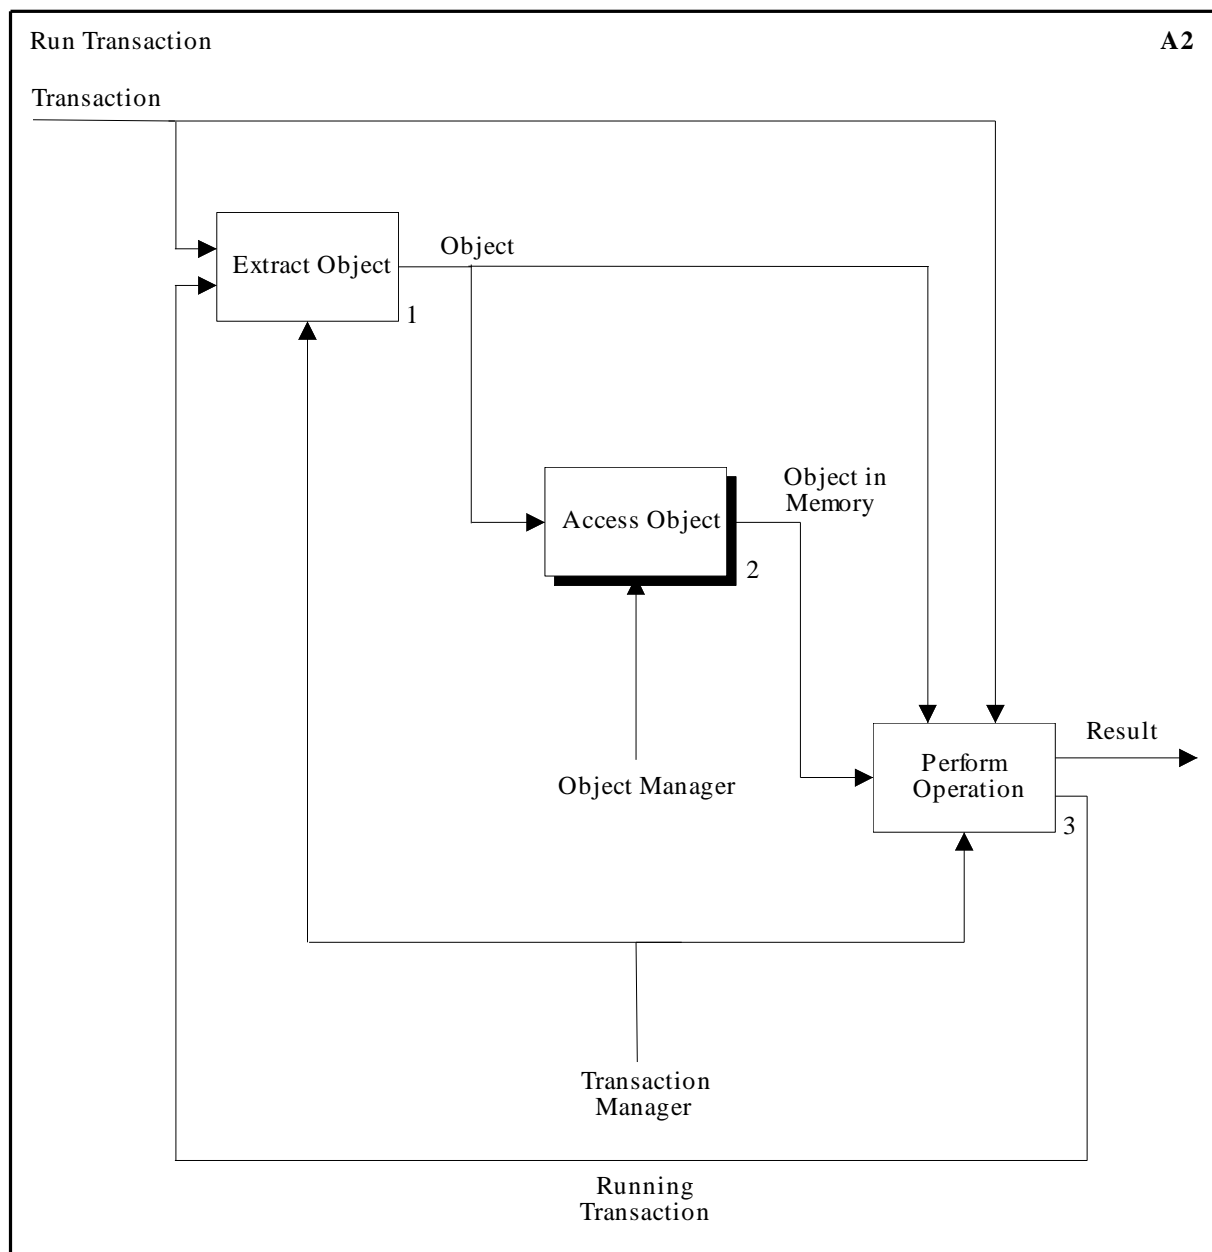 Run Transaction
A2
Transaction
Extract Object
1
Object
Access Object
2
Object in
Memory
Object Manager
Perform
Operation
3
Result
Transaction
Manager
Running
Transaction